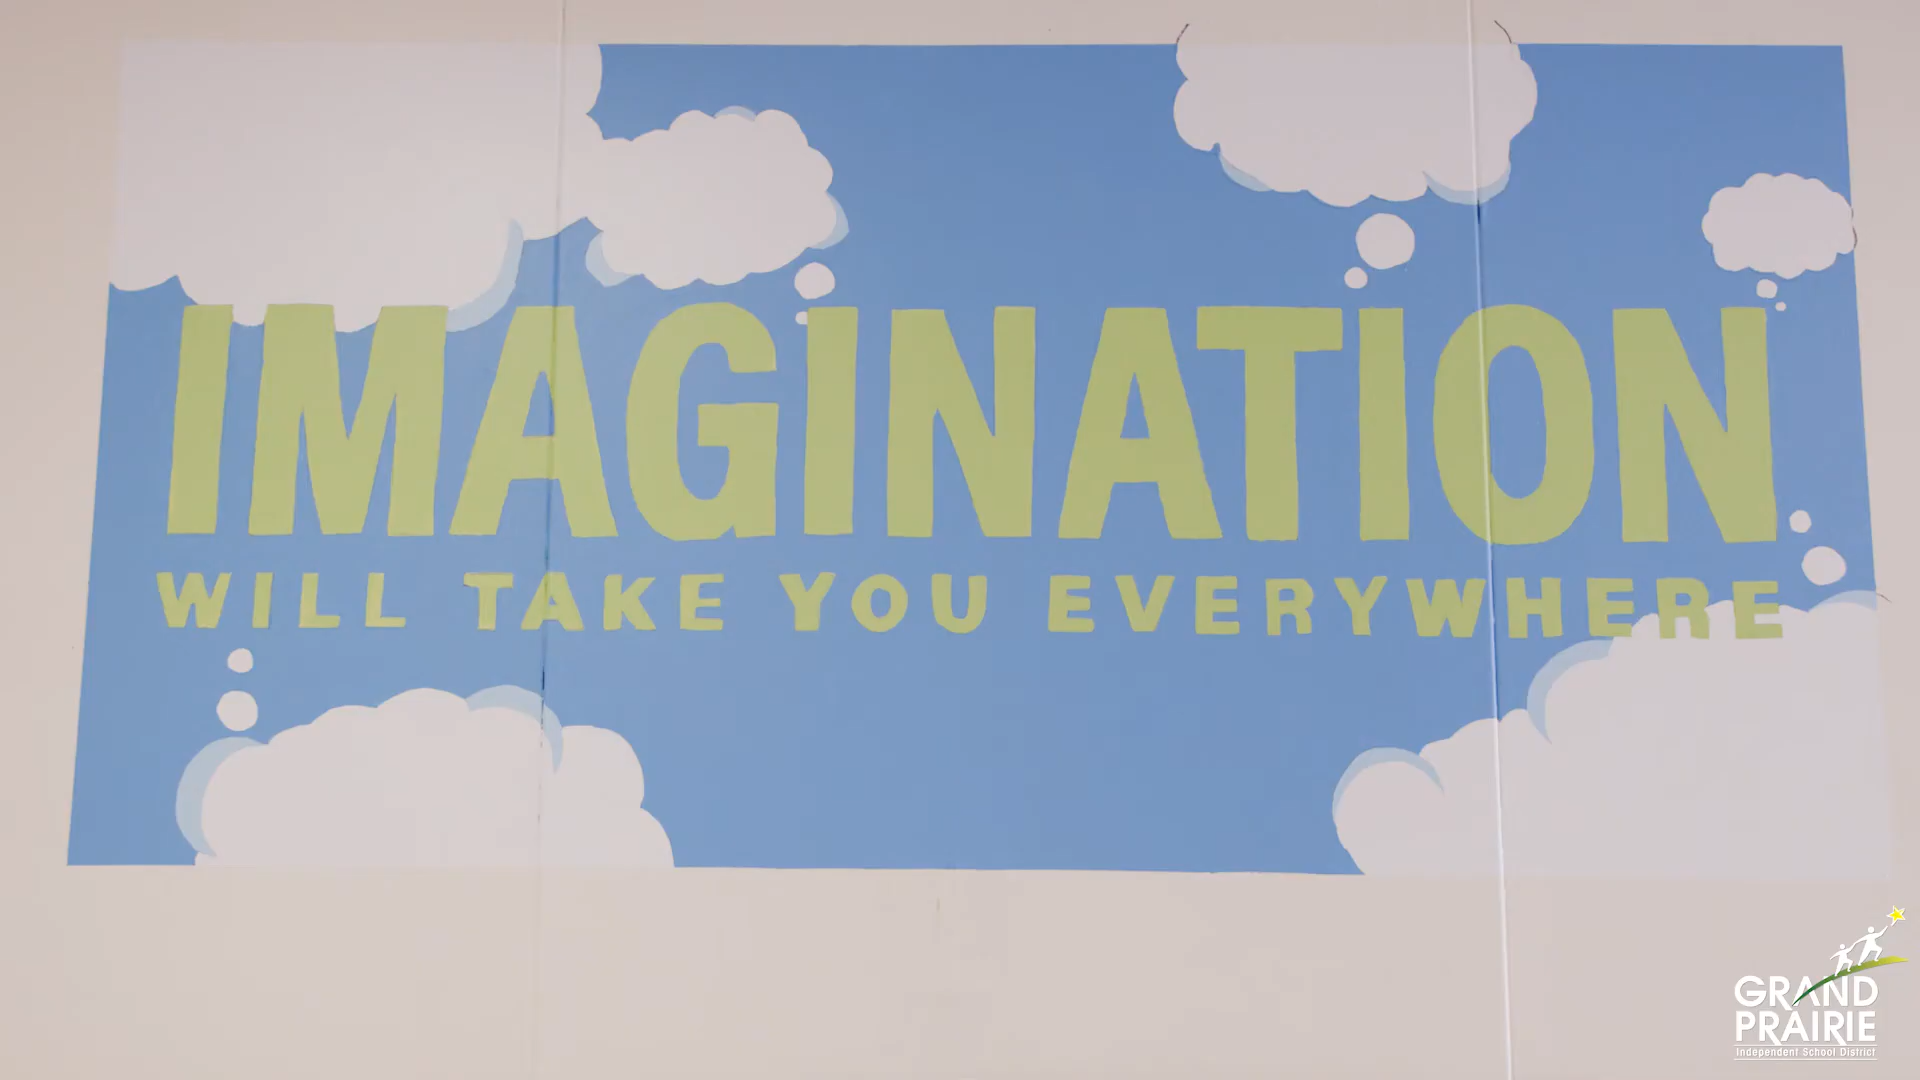 IMAGINATION
WILL TAKE YOU EVERYWHERE
GRAND
PRAIRIE
Independent School District